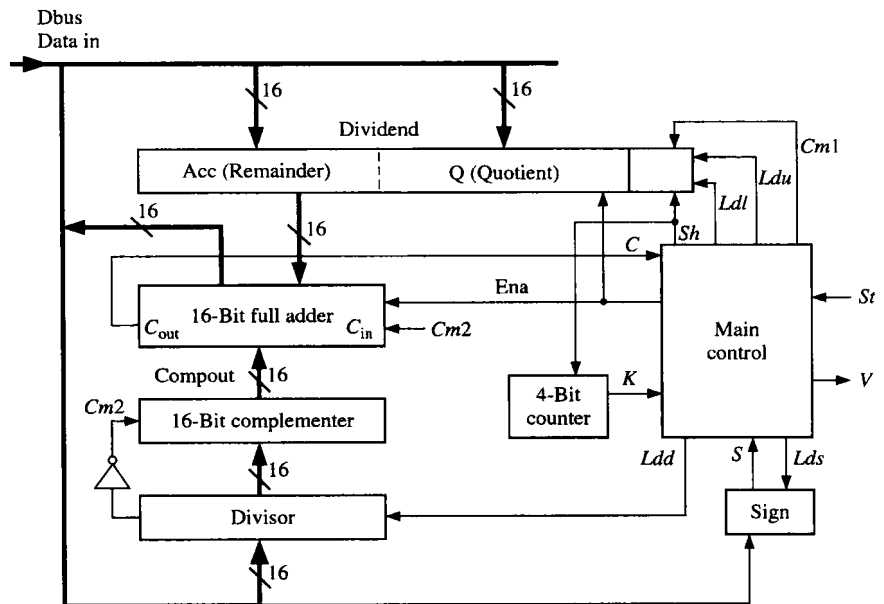 Dbus
Data in
16
16
Dividend
Acc (Remainder)
Q (Quotient)
Cm1
Ldu
Ldl
16
16
C
Sh
Ena
St
16-Bit full adder
Cout
Cin
Cm2
Main
control
Compout
16
4-Bit
counter
K
V
Cm2
16-Bit complementer
Ldd
S
Lds
16
Divisor
Sign
16